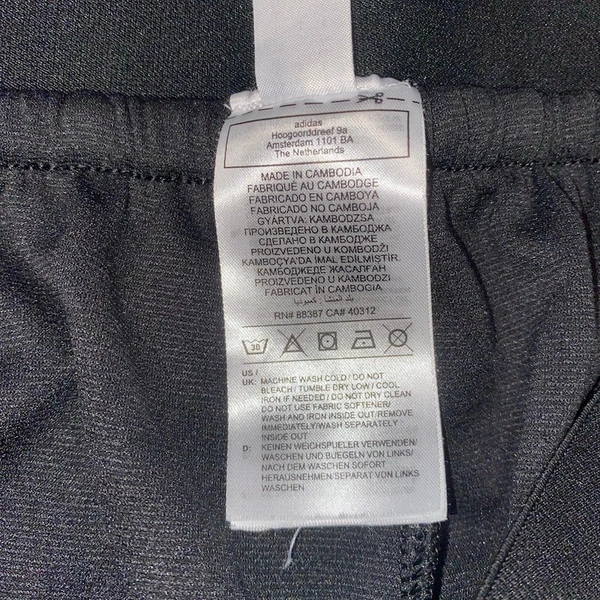 adidas
Hoogoorddreef 9a
Amsterdam 1101 BA
The Netherlands
MADE IN CAMBODIA
FABRIQUÉ AU CAMBODGE
FABRICADO EN CAMBOYA
FABRICADO NO CAMBOJA
GYÁRTVA: KAMBODZSA
ПРОИЗВЕДЕНО В КАМБОДЖА
СДЕЛАНО В КАМБОДЖЕ
PROIZVEDENO U KOMBODŽI
KAMBOÇYA'DA IMAL EDİLMİŞTİR.
КАМБОДЖЕДЕ ЖАСАЛҒАН
PROIZVEDENO U KAMBODŽI
FABRICAT ÎN CAMBOGIA
بلد المنشأ: كمبوديا
RN# 88387 CA# 40312
30
US /
UK: MACHINE WASH COLD / DO NOT
BLEACH / TUMBLE DRY LOW / COOL
IRON IF NEEDED / DO NOT DRY CLEAN
DO NOT USE FABRIC SOFTENER/
WASH AND IRON INSIDE OUT/REMOVE
IMMEDIATELY/WASH SEPARATELY
INSIDE OUT
D: KEINEN WEICHSPUELER VERWENDEN/
WASCHEN UND BUEGELN VON LINKS/
NACH DEM WASCHEN SOFORT
HERAUSNEHMEN/SEPARAT VON LINKS
WASCHEN